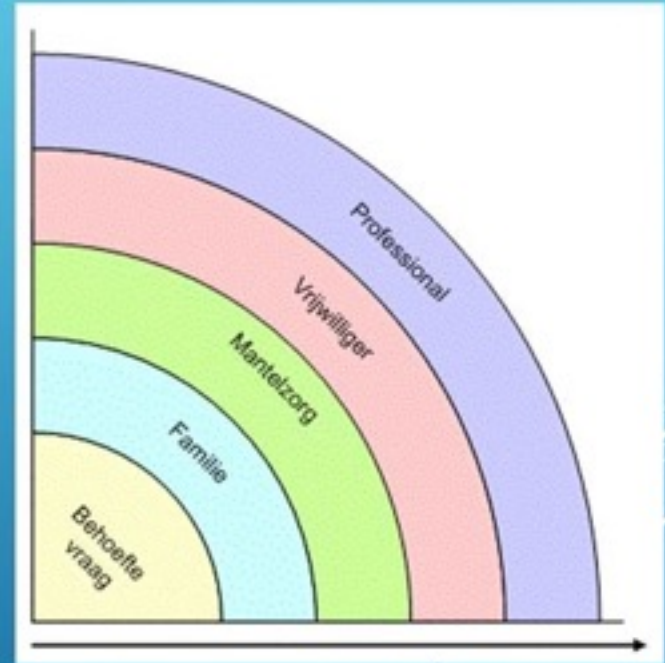 Professional
Vrijwilliger
Mantelzorg
Familie
Behoefte
vraag